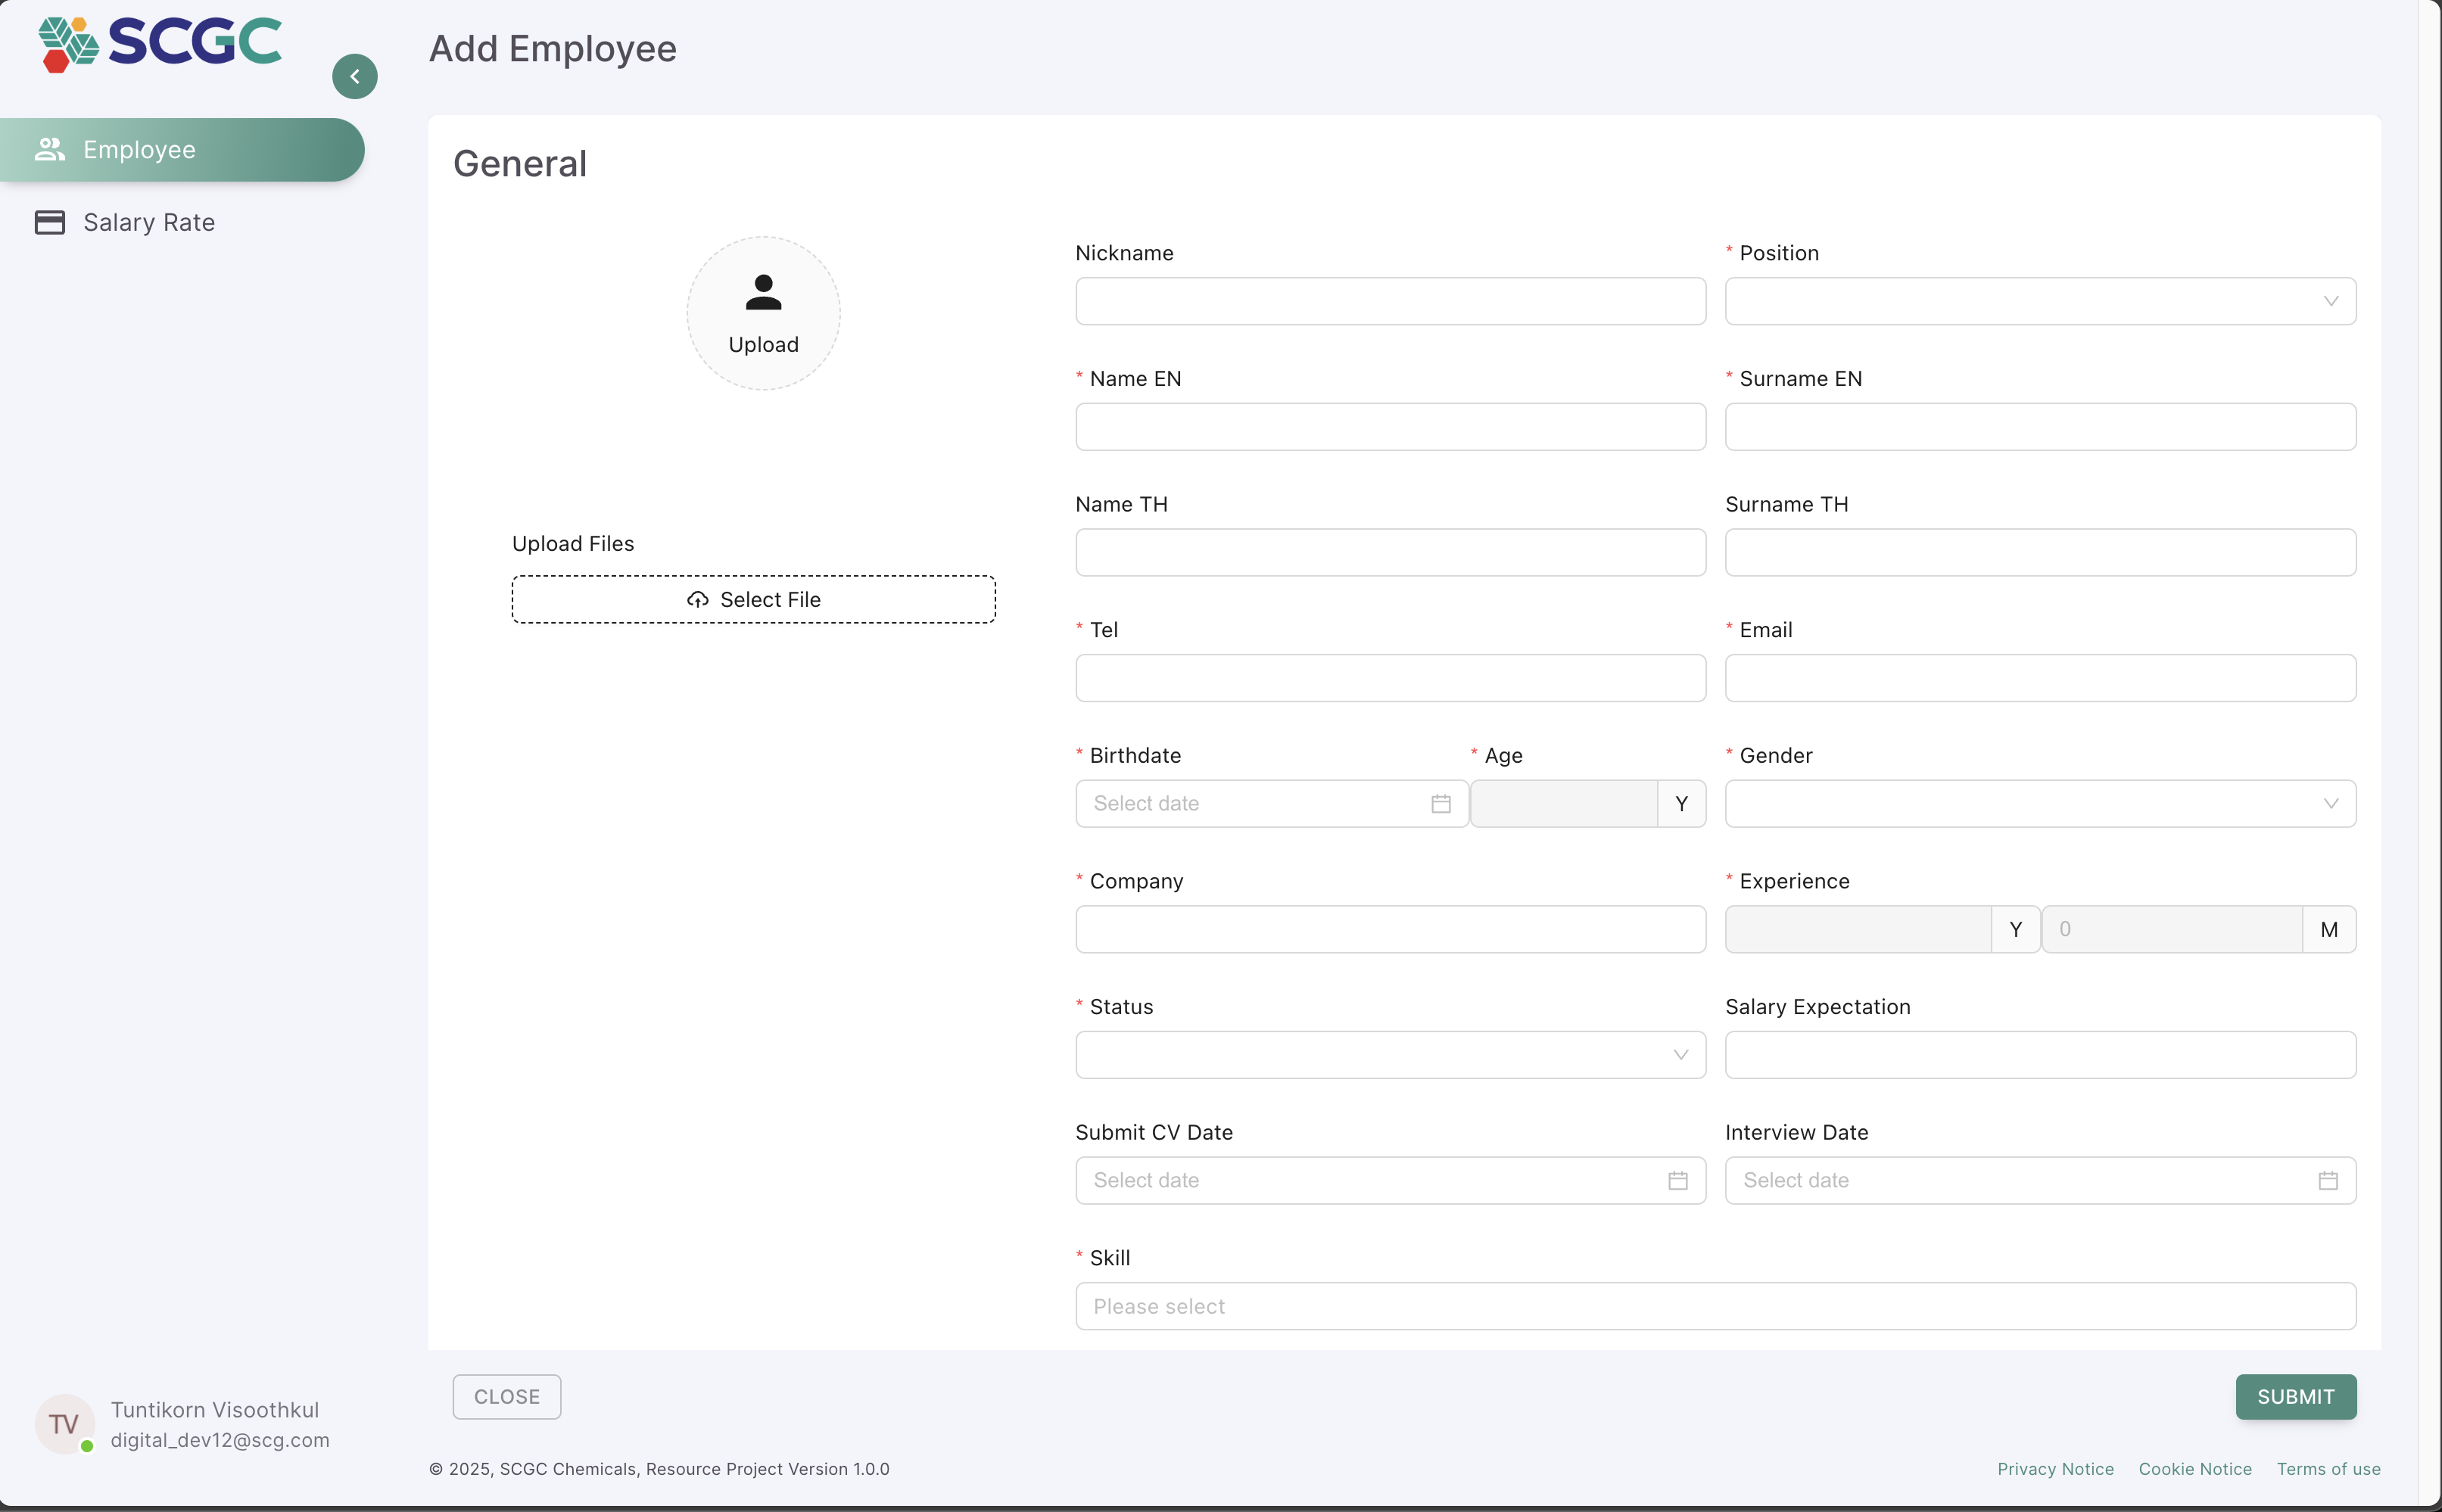 SCGC
Add Employee
Employee
Salary Rate
General
Upload
Upload Files
Select File
Nickname
* Position
* Name EN
* Surname EN
Name TH
Surname TH
* Tel
* Email
* Birthdate
* Age
* Gender
Select date
Y
* Company
* Experience
Y
0
M
* Status
Salary Expectation
Submit CV Date
Interview Date
Select date
Select date
* Skill
Please select
CLOSE
SUBMIT
TV
Tuntikorn Visoothkul
digital_dev12@scg.com
© 2025, SCGC Chemicals, Resource Project Version 1.0.0
Privacy Notice
Cookie Notice
Terms of use